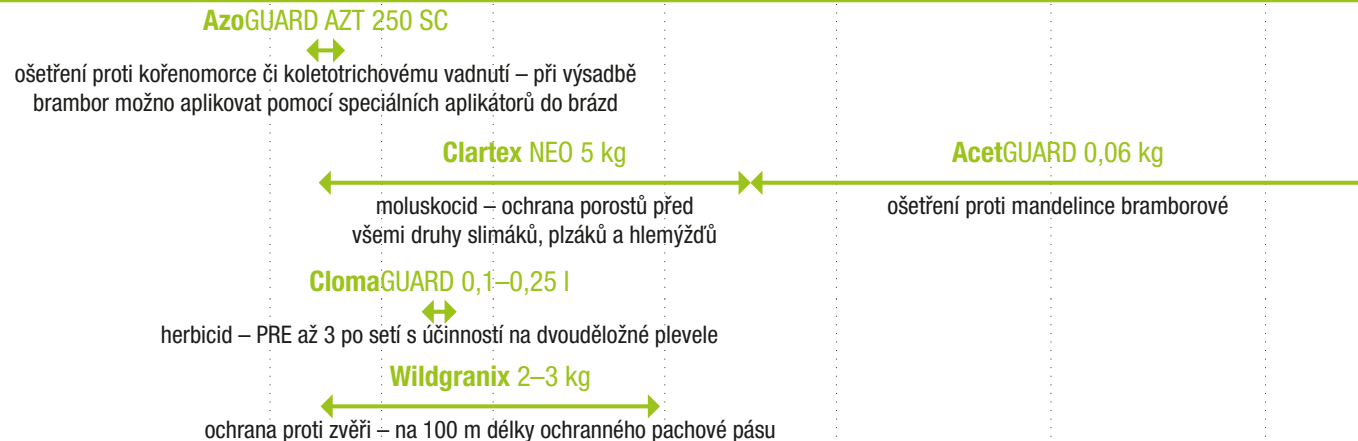 AzoGUARD AZT 250 SC
ošetření proti kořenomorce či koletotrichovému vadnutí – při výsadbě
brambor možno aplikovat pomocí speciálních aplikátorů do brázd
Clartex NEO 5 kg
moluskocid – ochrana porostů před
všemi druhy slimáků, plzáků a hlemýžďů
AcetGUARD 0,06 kg
ošetření proti mandelince bramborové
ClomaGUARD 0,1–0,25 l
herbicid – PRE až 3 po setí s účinností na dvouděložné plevele
Wildgranix 2–3 kg
ochrana proti zvěři – na 100 m délky ochranného pachové pásu